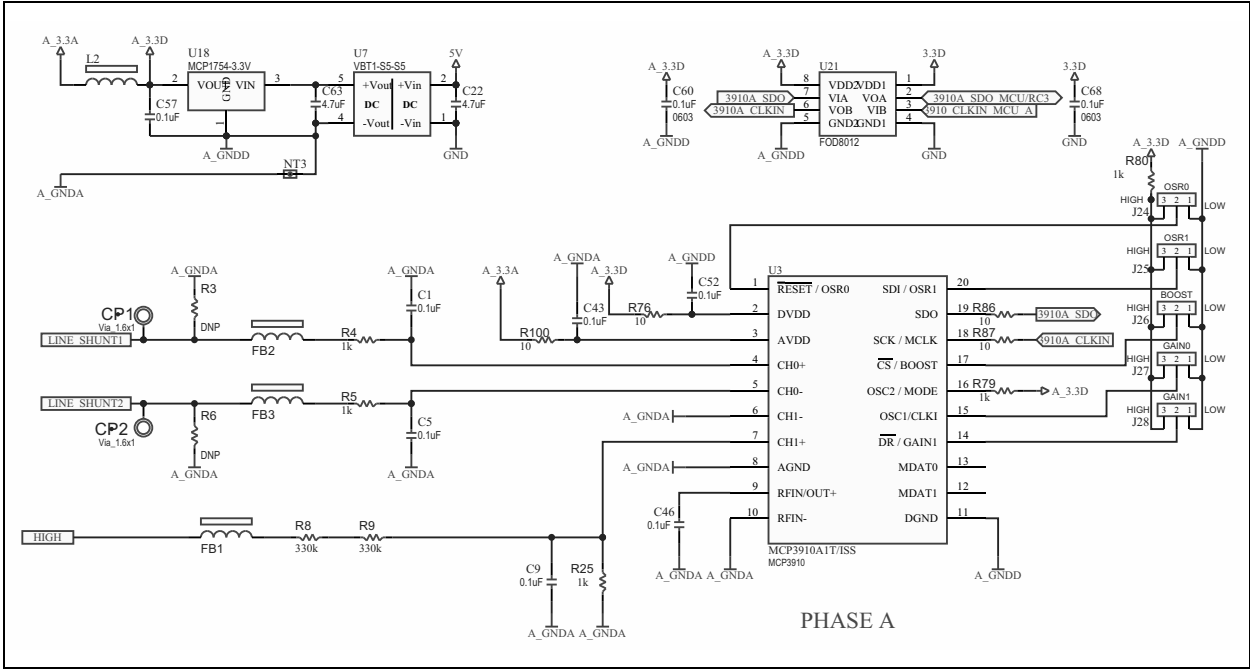 A_3.3A
A_3.3D
L2
U18
MCP1754-3.3V
2
VOUT
GND
VIN
3
1
C57
0.1uF
A_GNDD
C63
4.7uF
U7
VBT1-S5-S5
5
+Vout
+Vin
2
DC
DC
4
-Vout
-Vin
1
5V
C22
4.7uF
GND
NT3
A_GNDA
A_3.3D
C60
0.1uF
0603
A_GNDD
A_3.3D
U21
3.3D
8
VDD2
VDD1
1
3910A_SDO
7
VIA
VOA
2
3910A_SDO_MCU/RC3
3910A_CLKIN
6
VOB
VIB
3
3910_CLKIN_MCU_A
5
GND2
GND1
4
A_GNDD
FOD8012
GND
3.3D
C68
0.1uF
0603
GND
R80
1k
A_3.3D
A_GNDD
OSR0
HIGH
3 2 1
LOW
J24
OSR1
HIGH
3 2 1
LOW
J25
BOOST
HIGH
3 2 1
LOW
J26
GAIN0
HIGH
3 2 1
LOW
J27
GAIN1
HIGH
3 2 1
LOW
J28
A_GNDA
R3
DNP
CP1
Via_1.6x1
LINE_SHUNT1
FB2
R4
1k
A_GNDA
C1
0.1uF
LINE_SHUNT2
CP2
Via_1.6x1
R6
DNP
A_GNDA
FB3
R5
1k
C5
0.1uF
A_GNDA
A_3.3A
R100
10
A_GNDA
C43
0.1uF
A_3.3D
R76
10
A_GNDD
C52
0.1uF
U3
1
RESET / OSR0
SDI / OSR1
20
2
DVDD
SDO
19
R86
10
3910A_SDO
3
AVDD
SCK / MCLK
18
R87
10
3910A_CLKIN
4
CH0+
CS / BOOST
17
5
CH0-
OSC2 / MODE
16
R79
1k
A_3.3D
A_GNDA
6
CH1-
OSC1/CLKI
15
7
CH1+
DR / GAIN1
14
A_GNDA
8
AGND
MDAT0
13
9
RFIN/OUT+
MDAT1
12
10
RFIN-
DGND
11
C46
0.1uF
A_GNDA
A_GNDA
MCP3910A1T/ISS
MCP3910
A_GNDD
HIGH
FB1
R8
330k
R9
330k
C9
0.1uF
R25
1k
A_GNDA
A_GNDA
PHASE A